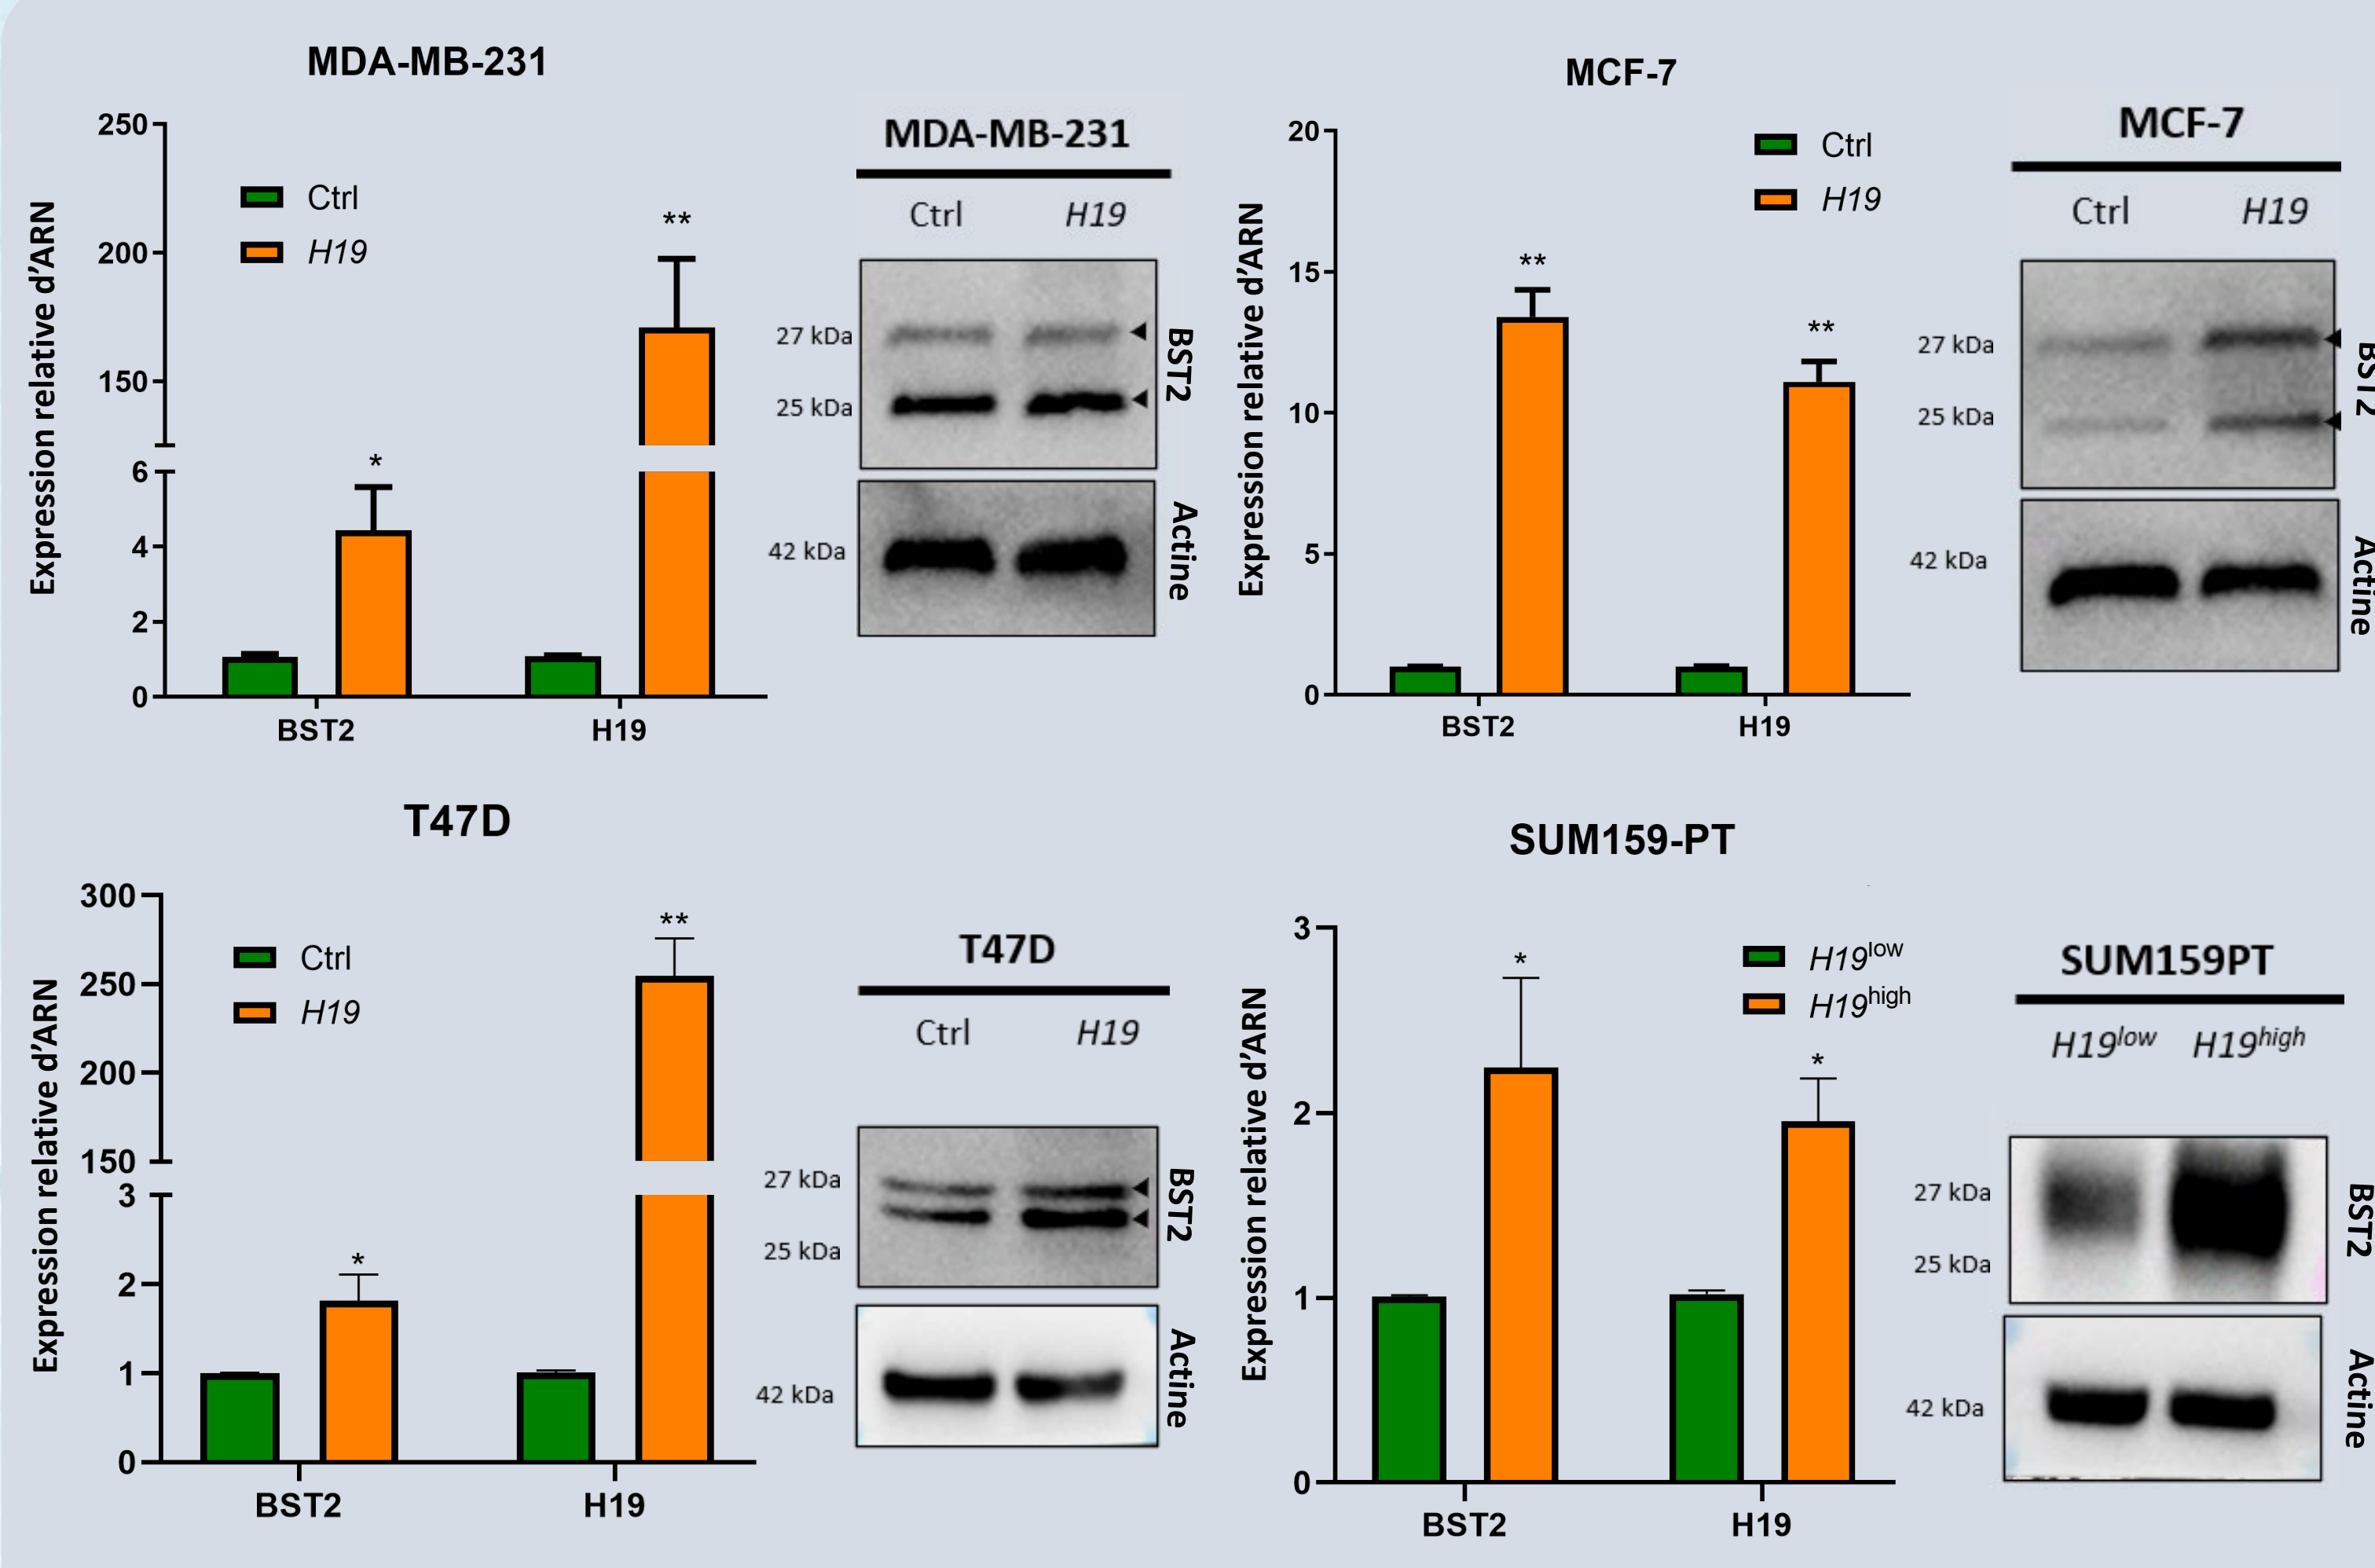 MDA-MB-231
Expression relative d'ARN
250
200
150
6
4
2
0
Ctrl
H19
*
**
BST2
H19
MDA-MB-231
Ctrl
H19
27 kDa
25 kDa
BST2
42 kDa
Actine
MCF-7
Expression relative d'ARN
20
15
10
5
0
Ctrl
H19
**
**
BST2
H19
MCF-7
Ctrl
H19
27 kDa
25 kDa
BST2
42 kDa
Actine
T47D
Expression relative d'ARN
300
250
200
150
3
2
1
0
Ctrl
H19
*
**
BST2
H19
T47D
Ctrl
H19
27 kDa
25 kDa
BST2
42 kDa
Actine
SUM159-PT
Expression relative d'ARN
3
2
1
0
H19low
H19high
*
*
BST2
H19
SUM159PT
H19low H19high
27 kDa
25 kDa
BST2
42 kDa
Actine